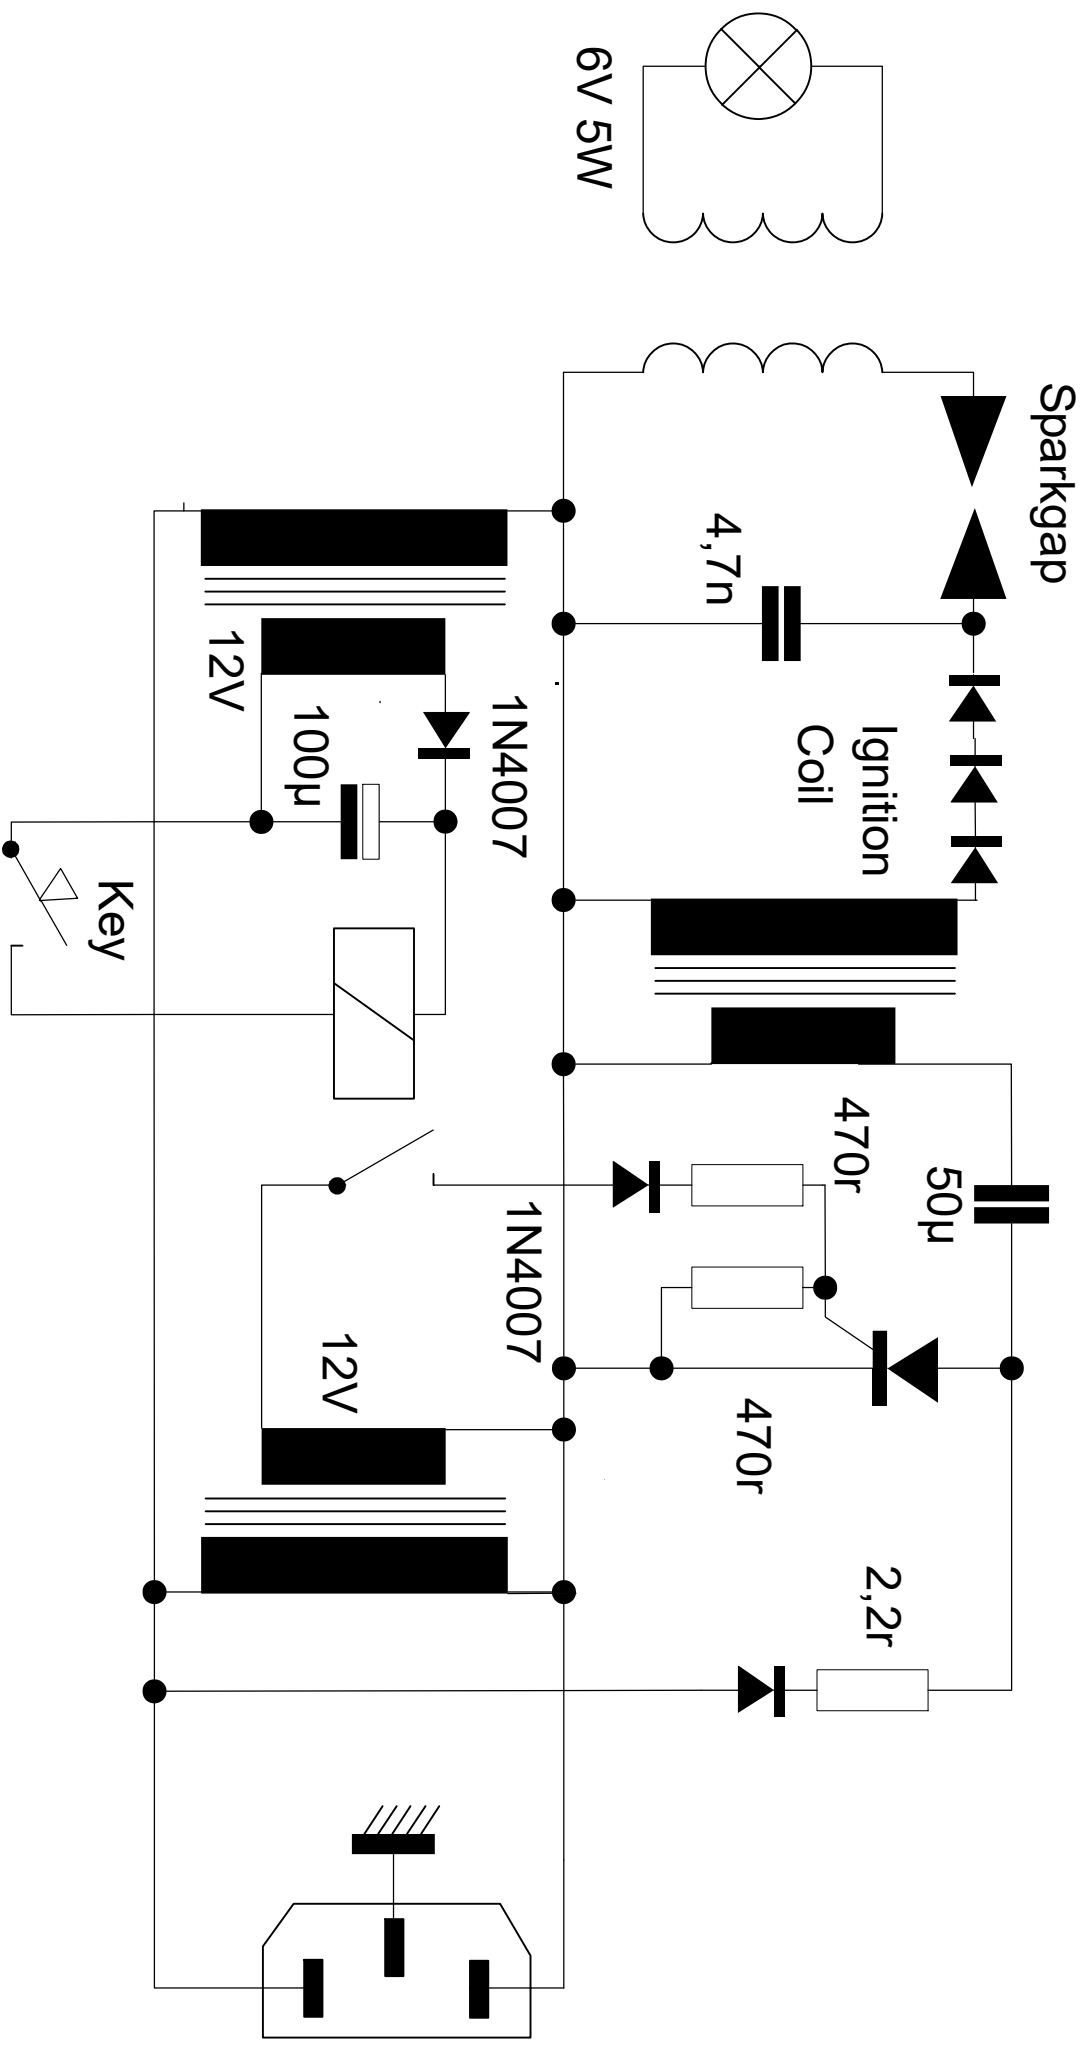 6V 5W
Sparkgap
4,7n
Ignition
Coil
12V
1N4007
100µ
Key
470r
50µ
1N4007
12V
470r
2,2r